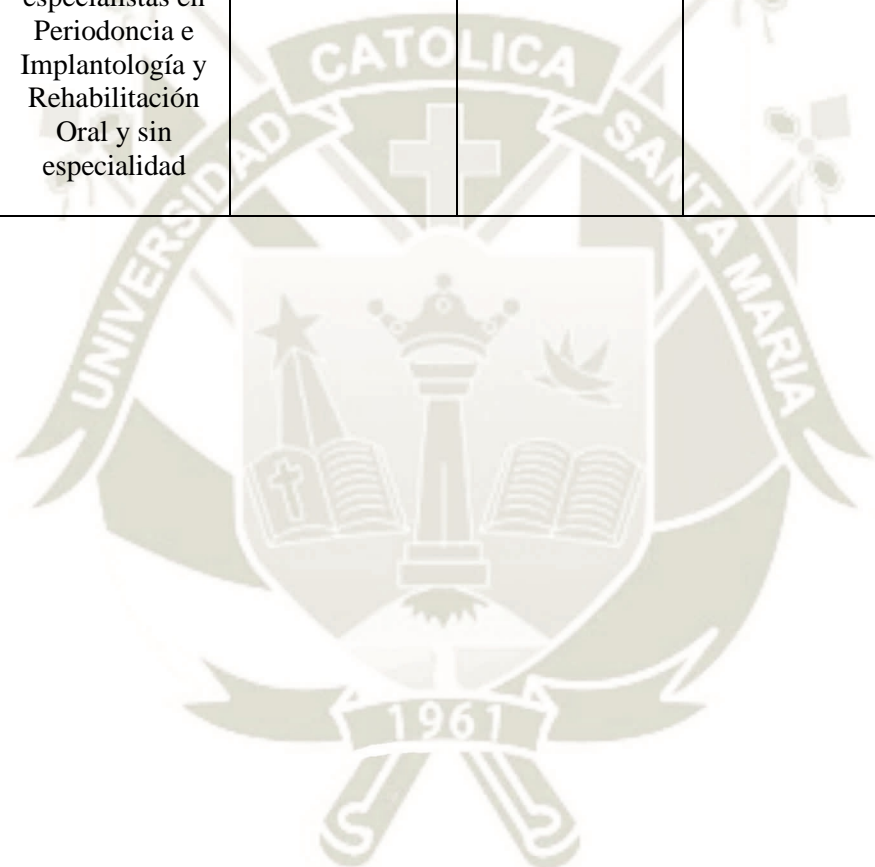 especialistas en
Periodoncia e
Implantología y
Rehabilitación
Oral y sin
especialidad
UNIVERSIDAD CATOLICA SANTA MARIA
1961